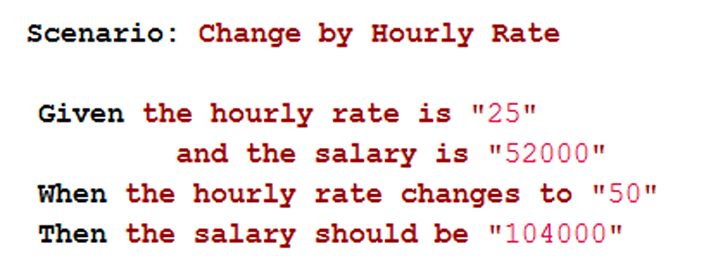 Scenario: Change by Hourly Rate
Given the hourly rate is "25"
and the salary is "52000"
When the hourly rate changes to "50"
Then the salary should be "104000"